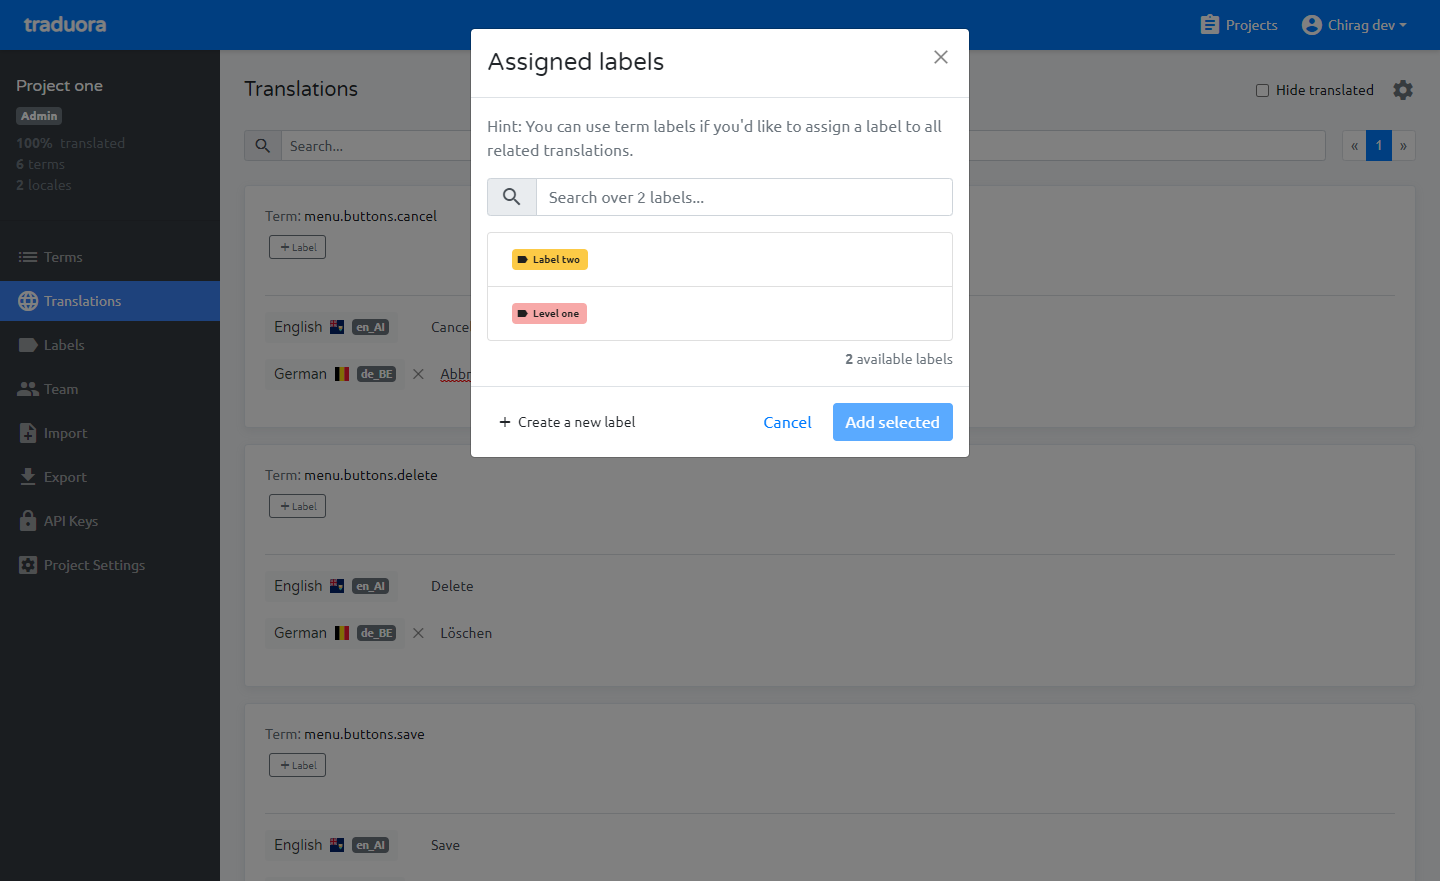 traduora
Projects
Chirag dev
Project one
Admin
100% translated
6 terms
2 locales
Terms
Translations
Labels
Team
Import
Export
API Keys
Project Settings
Translations
Hide translated
Search...
« 1 »
Term: menu.buttons.cancel
+ Label
English en_AI Cance
German de_BE × Abbr
Term: menu.buttons.delete
+ Label
English en_AI Delete
German de_BE × Löschen
Term: menu.buttons.save
+ Label
English en_AI Save
Assigned labels
×
Hint: You can use term labels if you'd like to assign a label to all
related translations.
Search over 2 labels...
Label two
Level one
2 available labels
+ Create a new label
Cancel
Add selected